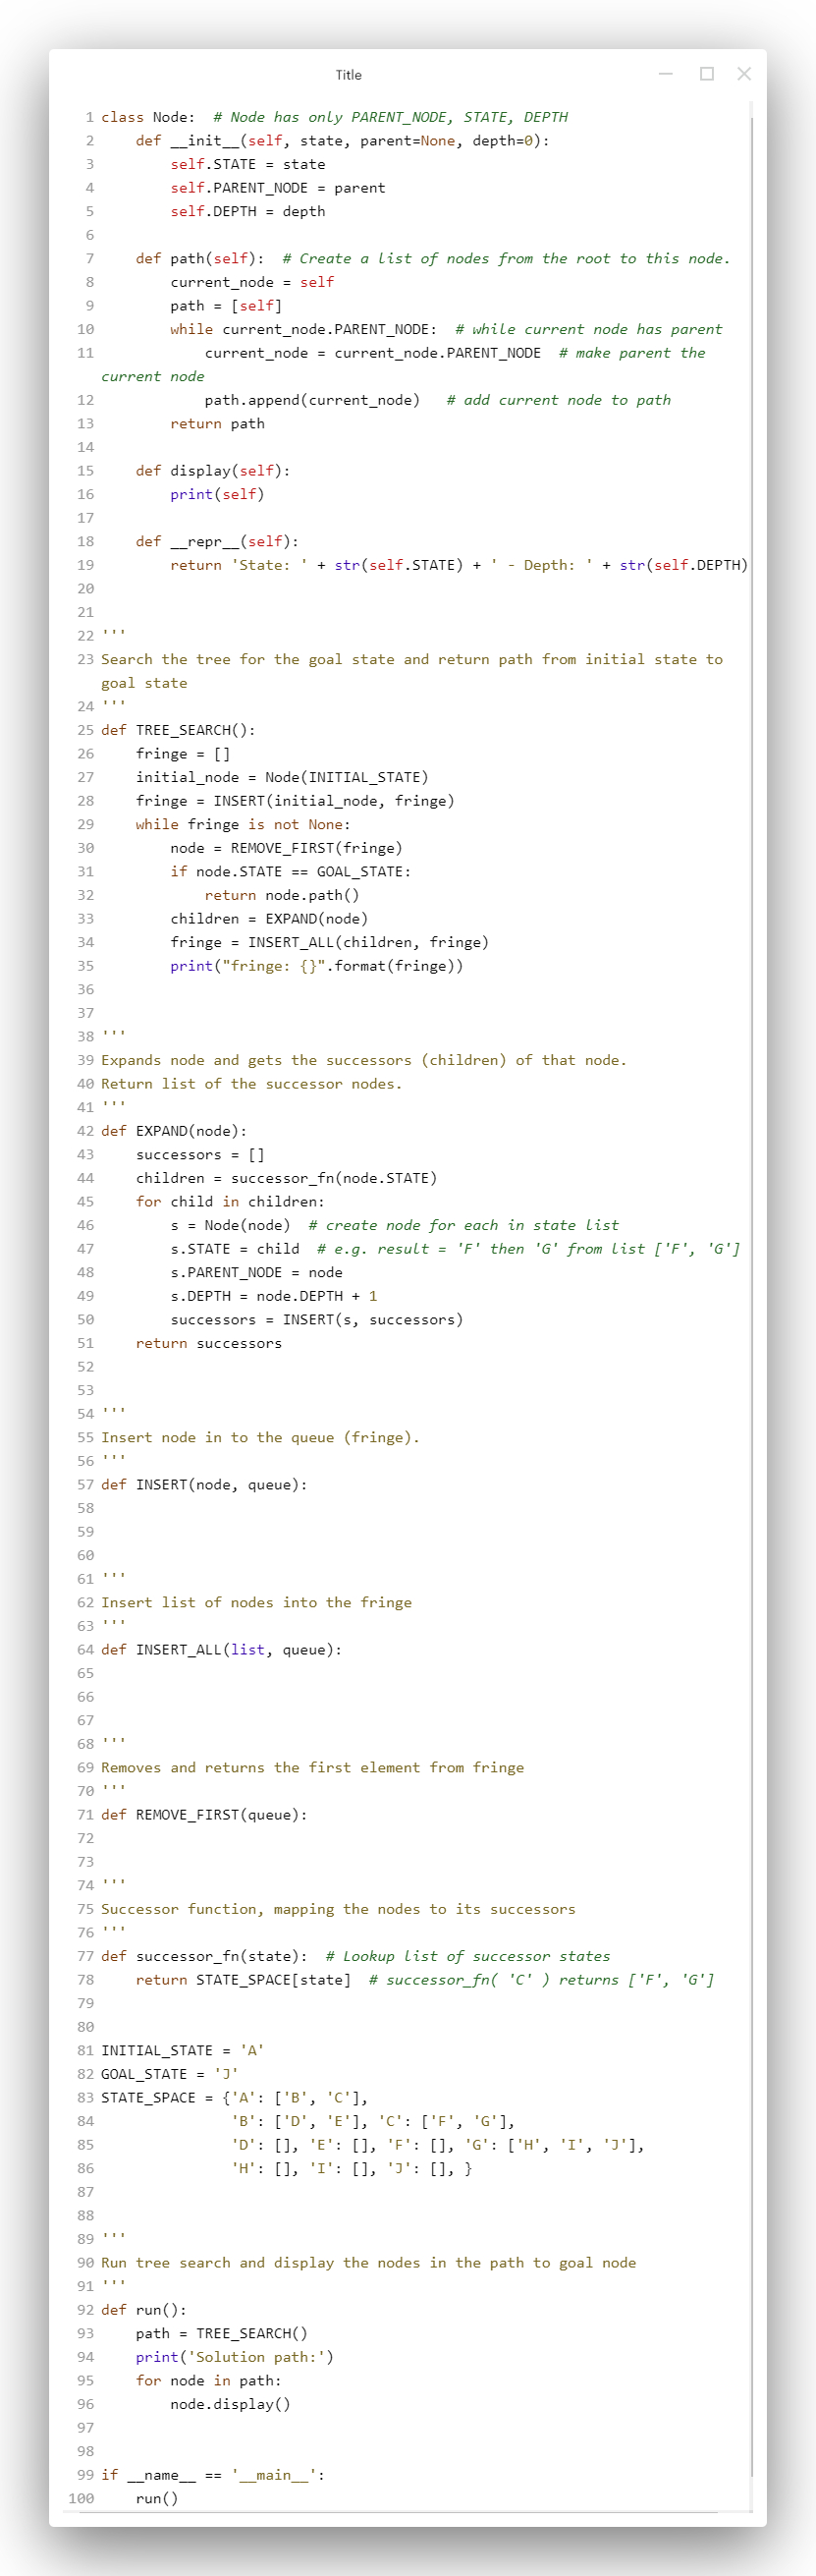 Title
1 class Node:  # Node has only PARENT_NODE, STATE, DEPTH
2     def __init__(self, state, parent=None, depth=0):
3         self.STATE = state
4         self.PARENT_NODE = parent
5         self.DEPTH = depth
6
7     def path(self):  # Create a list of nodes from the root to this node.
8         current_node = self
9         path = [self]
10         while current_node.PARENT_NODE:  # while current node has parent
11             current_node = current_node.PARENT_NODE  # make parent the
current node
12             path.append(current_node)   # add current node to path
13         return path
14
15     def display(self):
16         print(self)
17
18     def __repr__(self):
19         return 'State: ' + str(self.STATE) + ' - Depth: ' + str(self.DEPTH)
20
21
22 '''
23 Search the tree for the goal state and return path from initial state to
goal state
24 '''
25 def TREE_SEARCH():
26     fringe = []
27     initial_node = Node(INITIAL_STATE)
28     fringe = INSERT(initial_node, fringe)
29     while fringe is not None:
30         node = REMOVE_FIRST(fringe)
31         if node.STATE == GOAL_STATE:
32             return node.path()
33         children = EXPAND(node)
34         fringe = INSERT_ALL(children, fringe)
35         print("fringe: {}".format(fringe))
36
37
38 '''
39 Expands node and gets the successors (children) of that node.
40 Return list of the successor nodes.
41 '''
42 def EXPAND(node):
43     successors = []
44     children = successor_fn(node.STATE)
45     for child in children:
46         s = Node(node)  # create node for each in state list
47         s.STATE = child  # e.g. result = 'F' then 'G' from list ['F', 'G']
48         s.PARENT_NODE = node
49         s.DEPTH = node.DEPTH + 1
50         successors = INSERT(s, successors)
51     return successors
52
53
54 '''
55 Insert node in to the queue (fringe).
56 '''
57 def INSERT(node, queue):
58
59
60
61 '''
62 Insert list of nodes into the fringe
63 '''
64 def INSERT_ALL(list, queue):
65
66
67
68 '''
69 Removes and returns the first element from fringe
70 '''
71 def REMOVE_FIRST(queue):
72
73
74 '''
75 Successor function, mapping the nodes to its successors
76 '''
77 def successor_fn(state):  # Lookup list of successor states
78     return STATE_SPACE[state]  # successor_fn( 'C' ) returns ['F', 'G']
79
80
81 INITIAL_STATE = 'A'
82 GOAL_STATE = 'J'
83 STATE_SPACE = {'A': ['B', 'C'],
84                'B': ['D', 'E'], 'C': ['F', 'G'],
85                'D': [], 'E': [], 'F': [], 'G': ['H', 'I', 'J'],
86                'H': [], 'I': [], 'J': [], }
87
88
89 '''
90 Run tree search and display the nodes in the path to goal node
91 '''
92 def run():
93     path = TREE_SEARCH()
94     print('Solution path:')
95     for node in path:
96         node.display()
97
98
99 if __name__ == '__main__':
100     run()